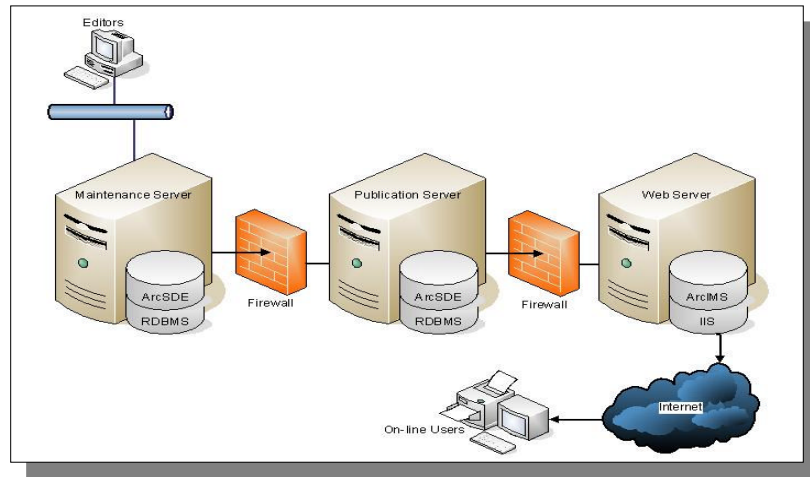 Editors
Maintenance Server
Publication Server
Web Server
ArcSDE
RDBMS
Firewall
ArcSDE
RDBMS
Firewall
ArcIMS
IIS
Internet
On-line Users